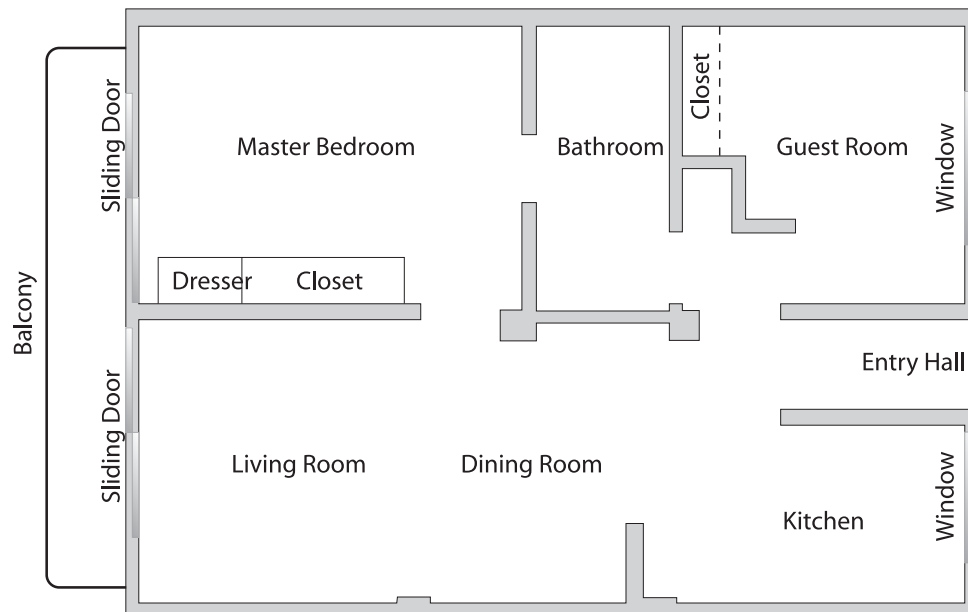 Balcony
Sliding Door
Master Bedroom
Bathroom
Closet
Guest Room
Window
Dresser
Closet
Entry Hall
Sliding Door
Living Room
Dining Room
Kitchen
Window